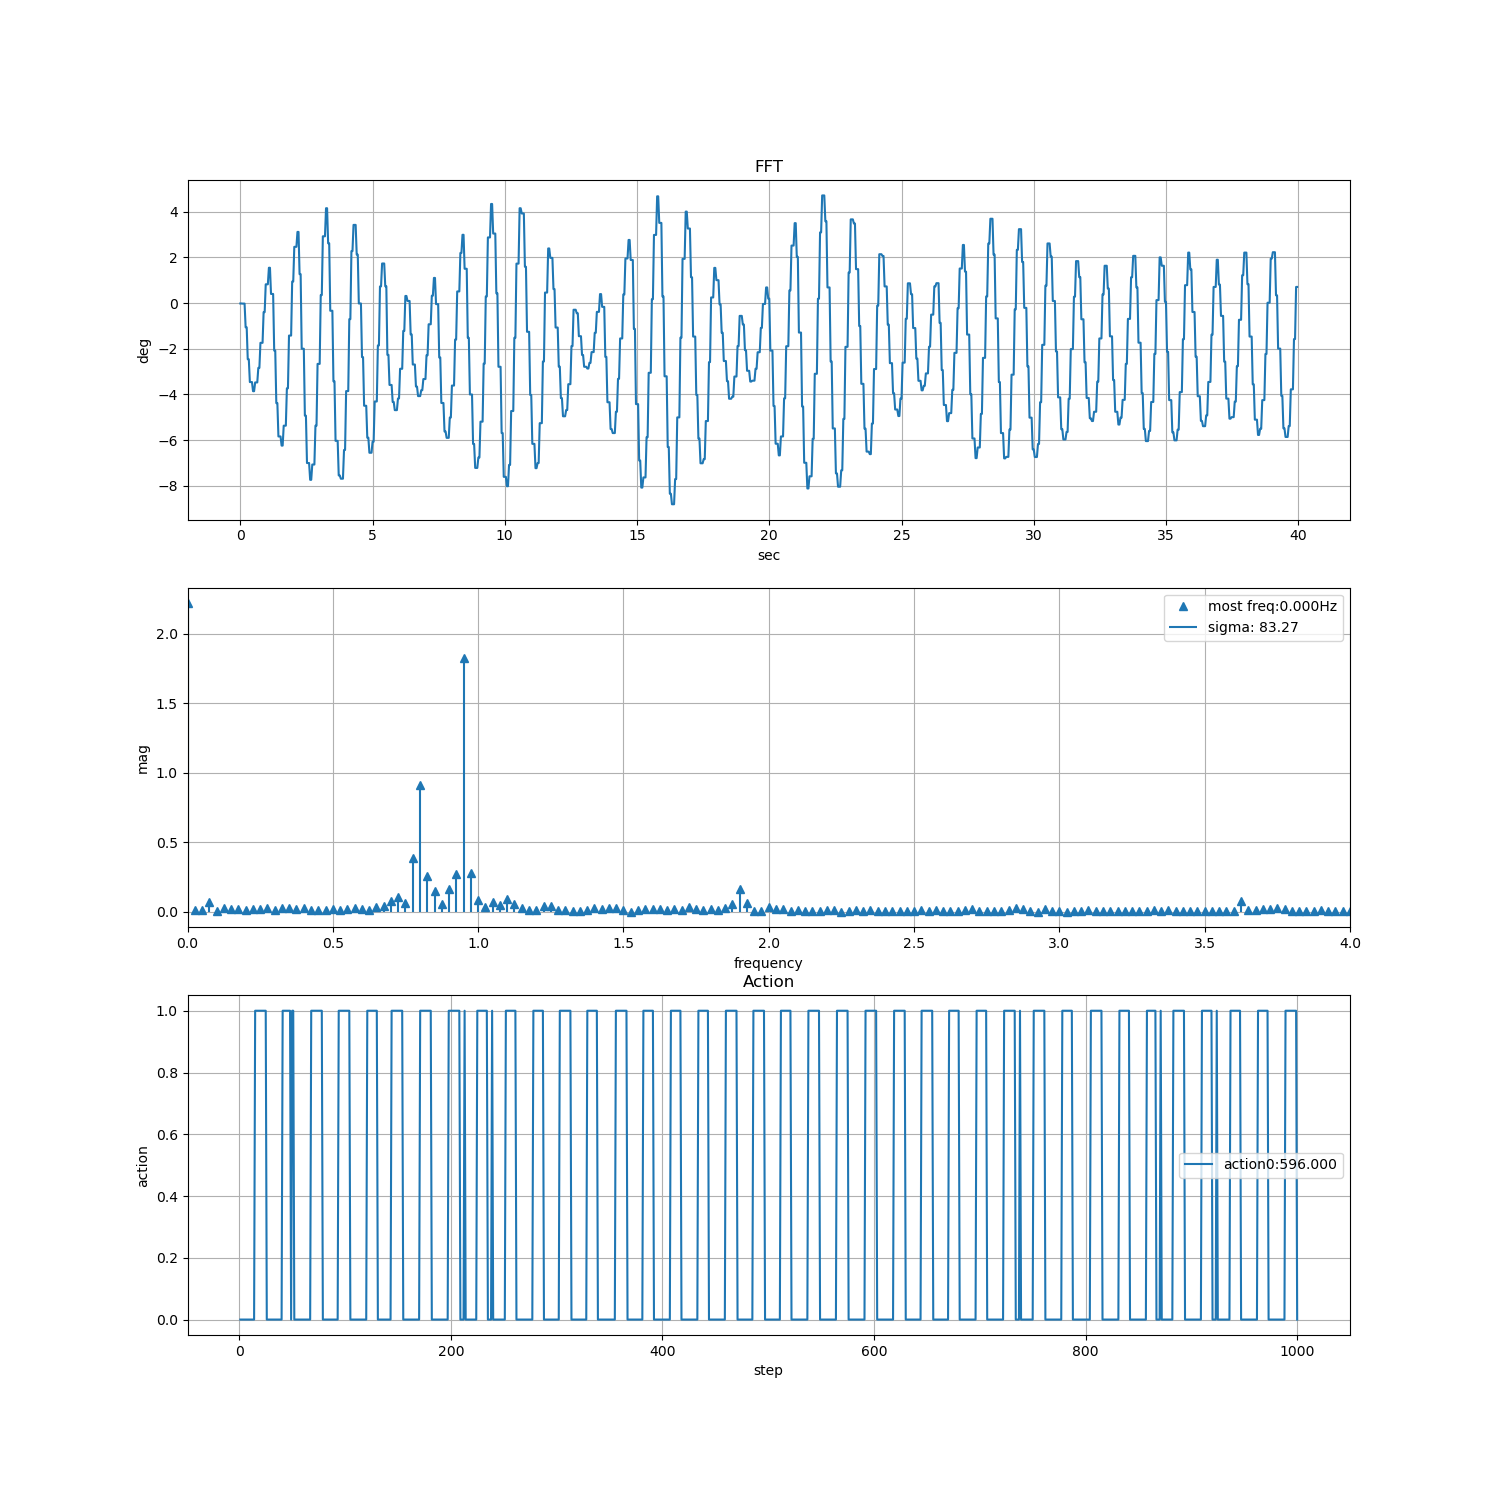 FFT
4
2
0
−2
−4
−6
−8
deg
0 5 10 15 20 25 30 35 40
sec
most freq:0.000Hz
sigma: 83.27
2.0
1.5
1.0
0.5
0.0
mag
0.0 0.5 1.0 1.5 2.0 2.5 3.0 3.5 4.0
frequency
Action
1.0
0.8
0.6
0.4
0.2
0.0
action
action0:596.000
0 200 400 600 800 1000
step